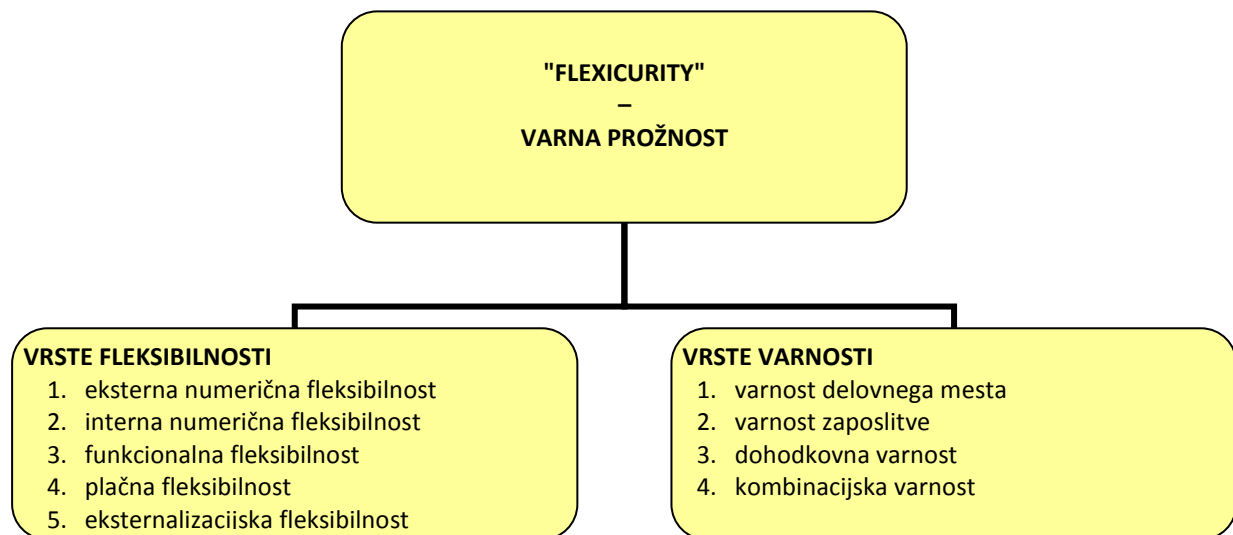 "FLEXICURITY"
–
VARNA PROŽNOST
VRSTE FLEKSIBILNOSTI
1. eksterna numerična fleksibilnost
2. interna numerična fleksibilnost
3. funkcionalna fleksibilnost
4. plačna fleksibilnost
5. eksternalizacijska fleksibilnost
VRSTE VARNOSTI
1. varnost delovnega mesta
2. varnost zaposlitve
3. dohodkovna varnost
4. kombinacijska varnost